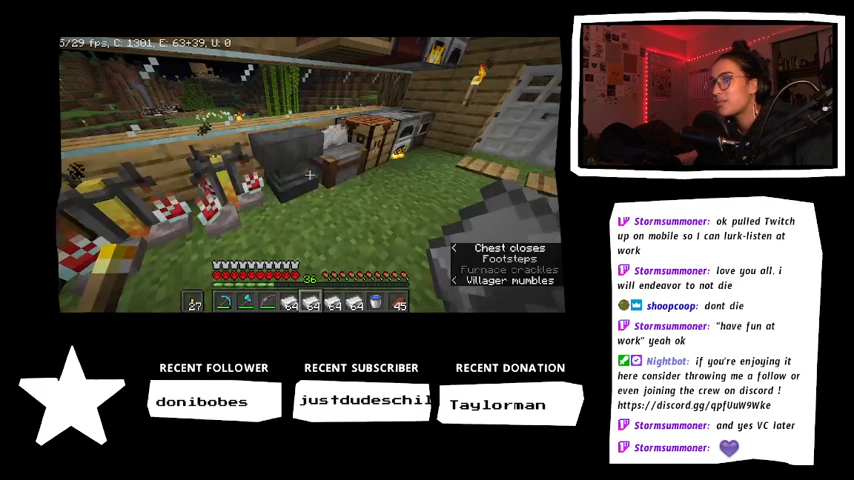 5/29 fps, C: 1301, E: 63+39, U: 0
Chest closes
Footsteps
Furnace crackles
Villager mumbles
36
27
64
64
64
64
45
RECENT FOLLOWER
donibobes
RECENT SUBSCRIBER
justdudeschil
RECENT DONATION
Taylorman
Stormsummoner: ok pulled Twitch
up on mobile so I can lurk-listen at
work
Stormsummoner: love you all. i
will endeavor to not die
shoopcoop: dont die
Stormsummoner: "have fun at
work" yeah ok
Nightbot: if you're enjoying it
here consider throwing me a follow or
even joining the crew on discord !
https://discord.gg/qpfUuW9Wke
Stormsummoner: and yes VC later
Stormsummoner: